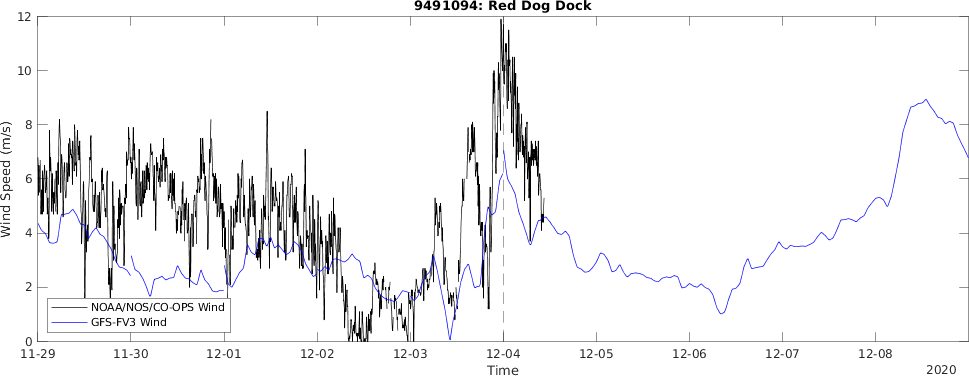 9491094: Red Dog Dock
Wind Speed (m/s)
12
10
8
6
4
2
0
NOAA/NOS/CO-OPS Wind
GFS-FV3 Wind
11-29 11-30 12-01 12-02 12-03 12-04 12-05 12-06 12-07 12-08
Time
2020